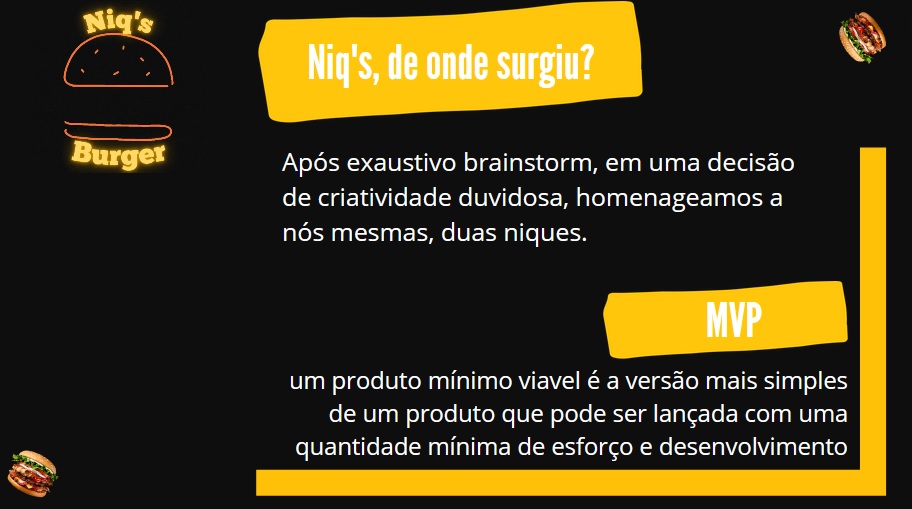 Niq's
Burger
Niq's, de onde surgiu?
Após exaustivo brainstorm, em uma decisão
de criatividade duvidosa, homenageamos a
nós mesmas, duas niques.
MVP
um produto mínimo viavel é a versão mais simples
de um produto que pode ser lançada com uma
quantidade mínima de esforço e desenvolvimento